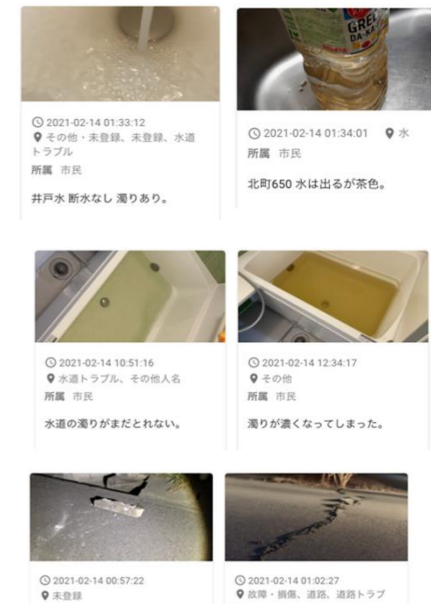 GREE
DA·KA
2021-02-14 01:33:12
その他・未登録、未登録、水道
トラブル
所属 市民
井戸水 断水なし 濁りあり。
2021-02-14 01:34:01 水
所属 市民
北町650 水は出るが茶色。
2021-02-14 10:51:16
水道トラブル、その他人名
所属 市民
水道の濁りがまだとれない。
2021-02-14 12:34:17
その他
所属 市民
濁りが濃くなってしまった。
2021-02-14 00:57:22
未登録
2021-02-14 01:02:27
故障・損傷、道路、道路トラブ